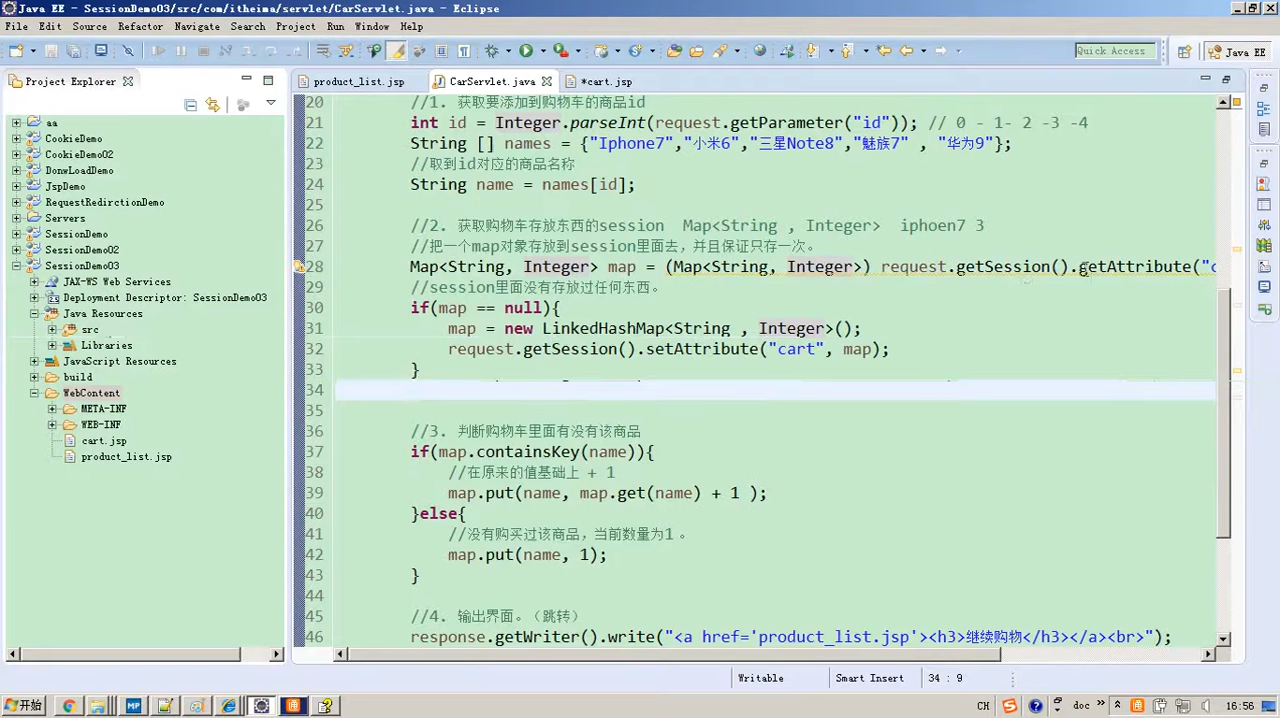 Java EE - SessionDemo03/src/com/itheima/servlet/CarServlet.java - Eclipse
File Edit Source Refactor Navigate Search Project Run Window Help
Quick Access
Java EE
Project Explorer
product_list.jsp
CarServlet.java
*cart.jsp
aa
CookieDemo
CookieDemo02
DonwLoadDemo
JspDemo
RequestRedirctionDemo
Servers
SessionDemo
SessionDemo02
SessionDemo03
JAX-WS Web Services
Deployment Descriptor: SessionDemo03
Java Resources
src
Libraries
JavaScript Resources
build
WebContent
META-INF
WEB-INF
cart.jsp
product_list.jsp
20 //1. 获取要添加到购物车的商品id
21 int id = Integer.parseInt(request.getParameter("id")); // 0 - 1- 2 -3 -4
22 String [] names = {"Iphone7","小米6","三星Note8","魅族7" , "华为9"};
23 //取到id对应的商品名称
24 String name = names[id];
25
26 //2. 获取购物车存放东西的session  Map<String , Integer>  iphoen7 3
27 //把一个map对象存放到session里面去，并且保证只存一次。
28 Map<String, Integer> map = (Map<String, Integer>) request.getSession().getAttribute("c
29 //session里面没有存放过任何东西。
30 if(map == null){
31 map = new LinkedHashMap<String , Integer>();
32 request.getSession().setAttribute("cart", map);
33 }
34
35
36 //3. 判断购物车里面有没有该商品
37 if(map.containsKey(name)){
38 //在原来的值基础上 + 1
39 map.put(name, map.get(name) + 1 );
40 }else{
41 //没有购买过该商品，当前数量为1 。
42 map.put(name, 1);
43 }
44
45 //4. 输出界面。（跳转）
46 response.getWriter().write("<a href='product_list.jsp'><h3>继续购物</h3></a><br>");
Writable
Smart Insert
34 : 9
开始
MP
CH
doc
16:56